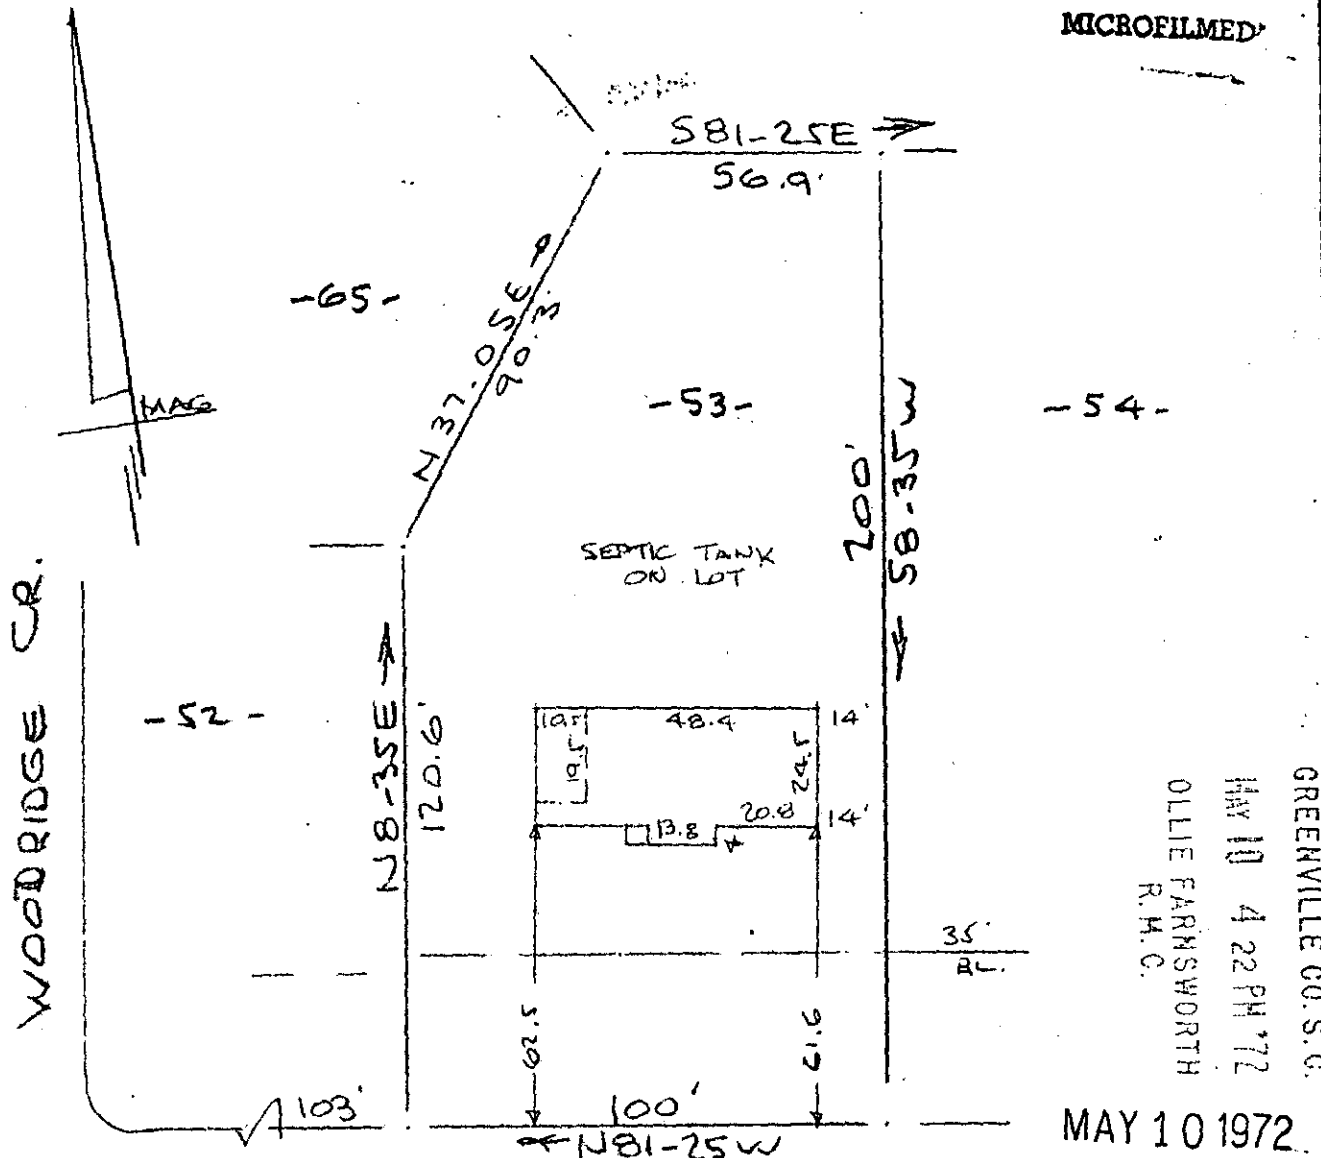 MICROFILMED
S81-25E
56.9'
-65-
N 37-05E
90.3
MAG
-53-
-54-
200'
S8-35W
SEPTIC TANK
ON LOT
WOODRIDGE CR.
-52-
N8-35E
120.6'
10.5
48.4
14'
19.5
24.5
13.8
20.8
14'
35'
BL.
62.5
61.6
103'
100'
N81-25W
GREENVILLE CO. S. C.
MAY 10 4 22 PM '72
OLLIE FARNSWORTH
R. M. C.
MAY 10 1972